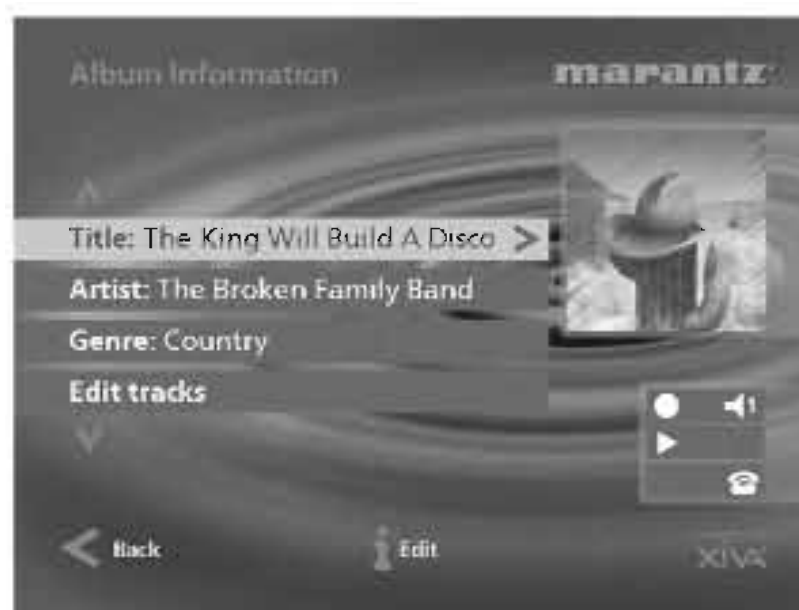 Album Information
marantz
Title: The King Will Build A Disco >
Artist: The Broken Family Band
Genre: Country
Edit tracks
1
< Back
i Edit
XiVA